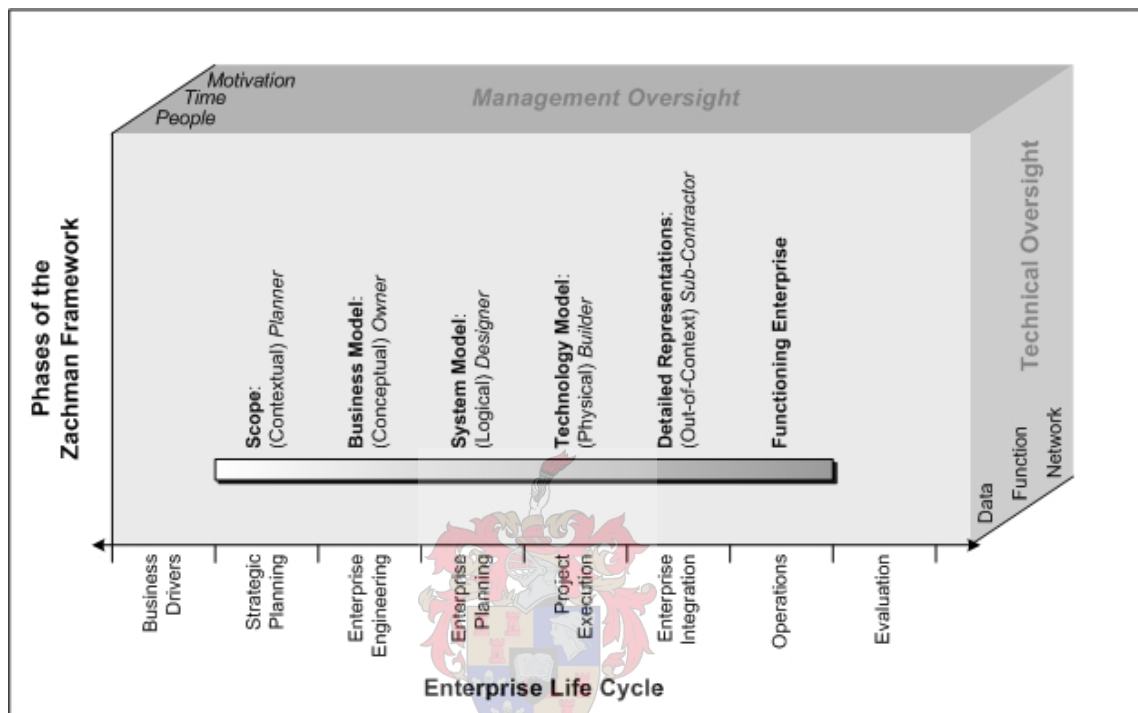 Motivation
Time
People
Management Oversight
Technical Oversight
Phases of the
Zachman Framework
Scope:
(Contextual) Planner
Business Model:
(Conceptual) Owner
System Model:
(Logical) Designer
Technology Model:
(Physical) Builder
Detailed Representations:
(Out-of-Context) Sub-Contractor
Functioning Enterprise
Data
Function
Network
Business
Drivers
Strategic
Planning
Enterprise
Engineering
Enterprise
Planning
Project
Execution
Enterprise
Integration
Operations
Evaluation
Enterprise Life Cycle